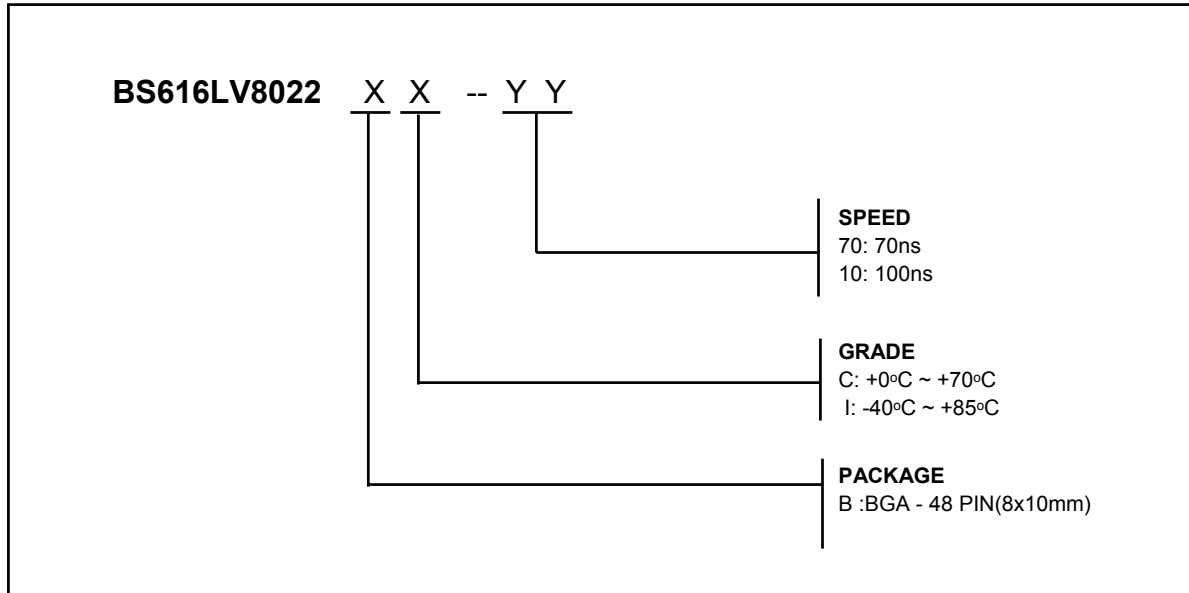 BS616LV8022 X X -- Y Y
SPEED
70: 70ns
10: 100ns
GRADE
C: +0oC ~ +70oC
I: -40oC ~ +85oC
PACKAGE
B :BGA - 48 PIN(8x10mm)